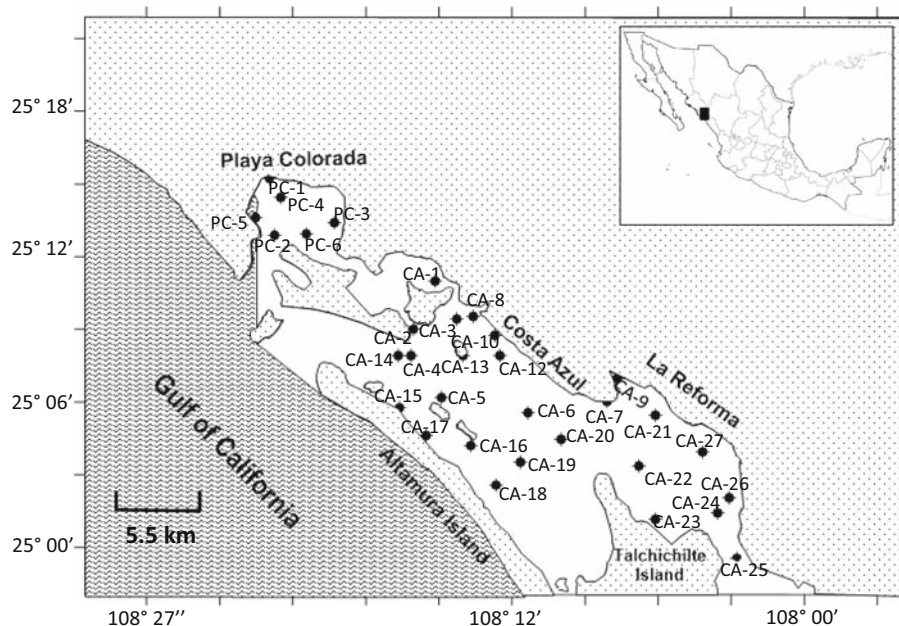 25° 18’
Playa Colorada
PC-1
PC-4
PC-5
PC-3
PC-2
PC-6
25° 12’
CA-1
CA-8
CA-2
CA-3
CA-10
Costa Azul
CA-14
CA-4
CA-13
CA-12
La Reforma
CA-9
25° 06’
CA-15
CA-5
CA-6
CA-7
CA-21
Gulf of California
CA-17
CA-16
CA-20
CA-27
Altamura Island
CA-19
CA-22
CA-26
CA-18
CA-24
5.5 km
CA-23
25° 00’
Talchichilte
Island
CA-25
108° 27’’
108° 12’
108° 00’